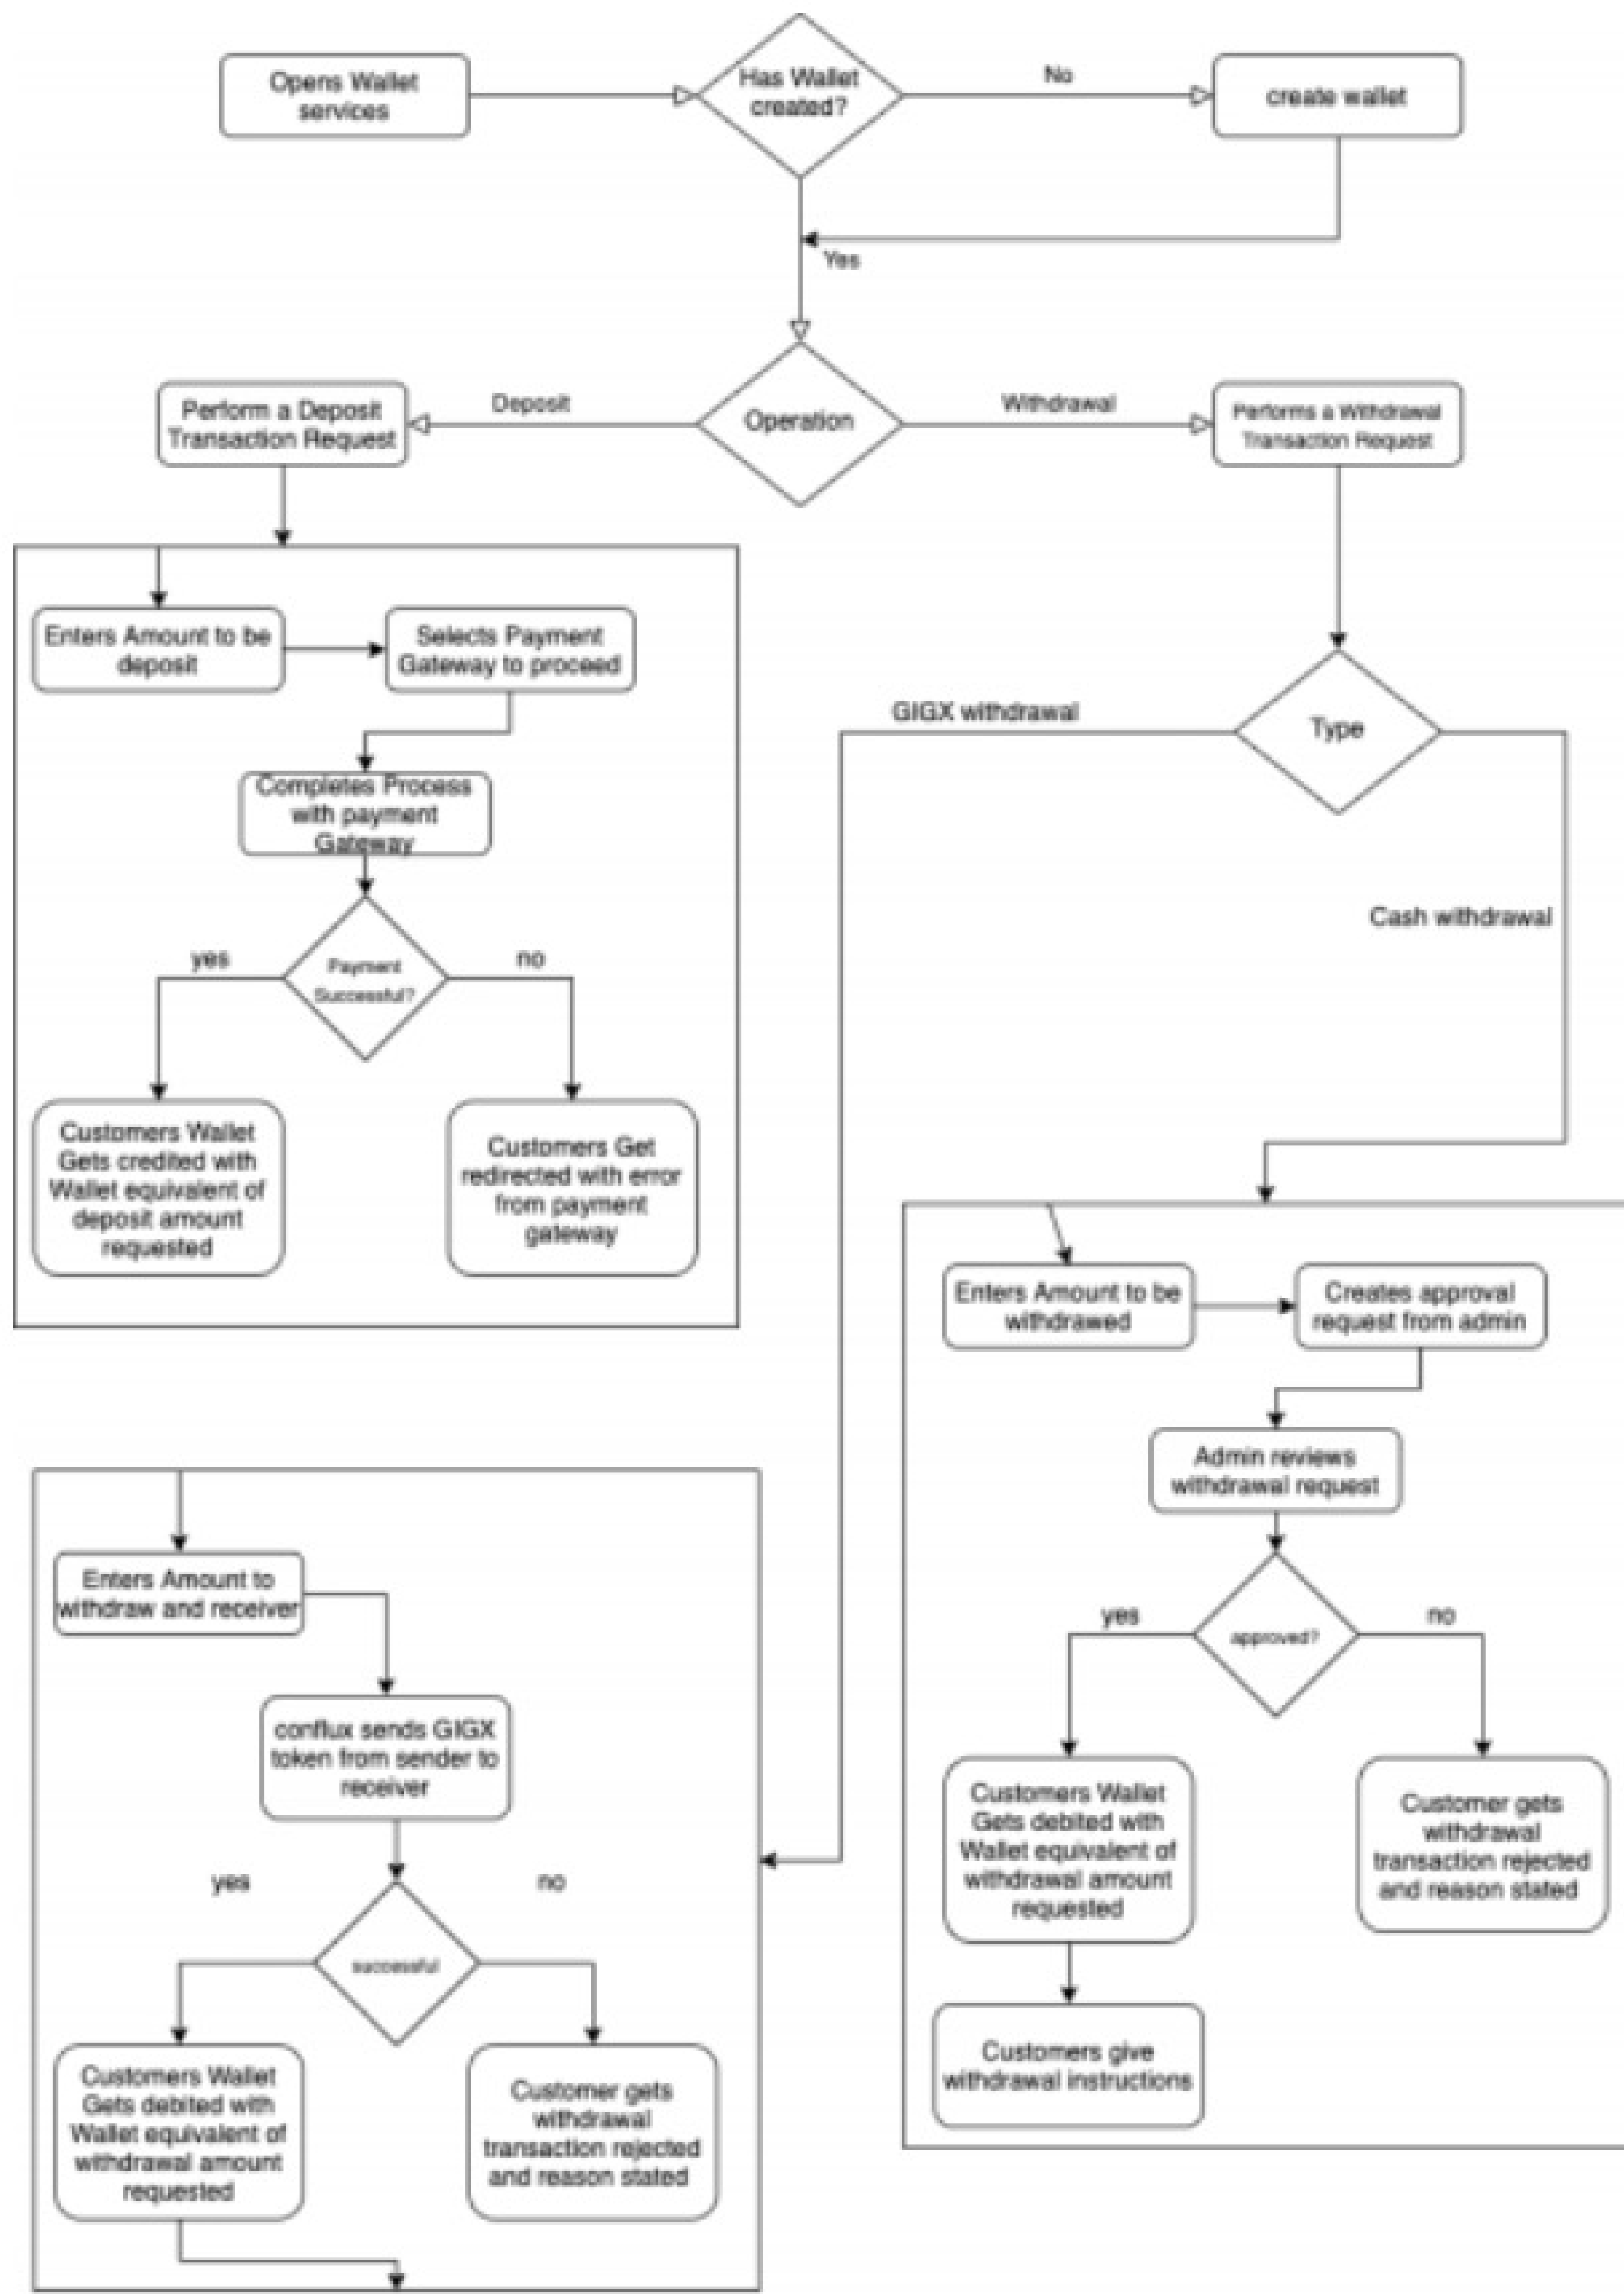 Opens Wallet
services
Has Wallet
created?
No
create wallet
Yes
Perform a Deposit
Transaction Request
Deposit
Operation
Withdrawal
Performs a Withdrawal
Transaction Request
Enters Amount to be
deposit
Selects Payment
Gateway to proceed
Completes Process
with payment
Gateway
yes
Payment
Successful?
no
Customers Wallet
Gets credited with
Wallet equivalent of
deposit amount
requested
Customers Get
redirected with error
from payment
gateway
GIGX withdrawal
Type
Cash withdrawal
Enters Amount to be
withdrawed
Creates approval
request from admin
Admin reviews
withdrawal request
yes
approved?
no
Customers Wallet
Gets debited with
Wallet equivalent of
withdrawal amount
requested
Customer gets
withdrawal
transaction rejected
and reason stated
Customers give
withdrawal instructions
Enters Amount to
withdraw and receiver
conflux sends GIGX
token from sender to
receiver
yes
no
successful
Customers Wallet
Gets debited with
Wallet equivalent of
withdrawal amount
requested
Customer gets
withdrawal
transaction rejected
and reason stated